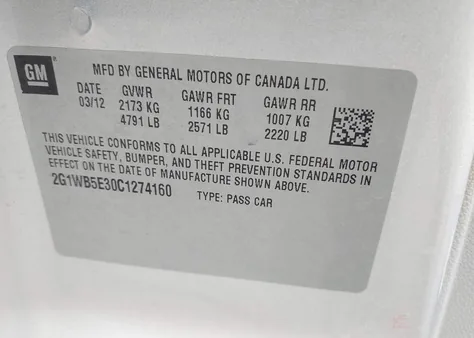 GM
MFD BY GENERAL MOTORS OF CANADA LTD.
DATE GVWR GAWR FRT GAWR RR
03/12 2173 KG 1166 KG 1007 KG
4791 LB 2571 LB 2220 LB
THIS VEHICLE CONFORMS TO ALL APPLICABLE U.S. FEDERAL MOTOR
VEHICLE SAFETY, BUMPER, AND THEFT PREVENTION STANDARDS IN
EFFECT ON THE DATE OF MANUFACTURE SHOWN ABOVE.
2G1WB5E30C1274160 TYPE: PASS CAR